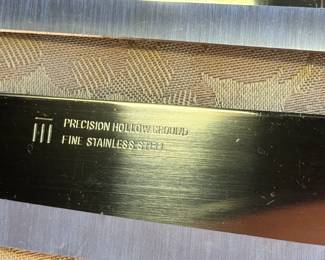 PRECISION HOLLOW GROUND
FINE STAINLESS STEEL